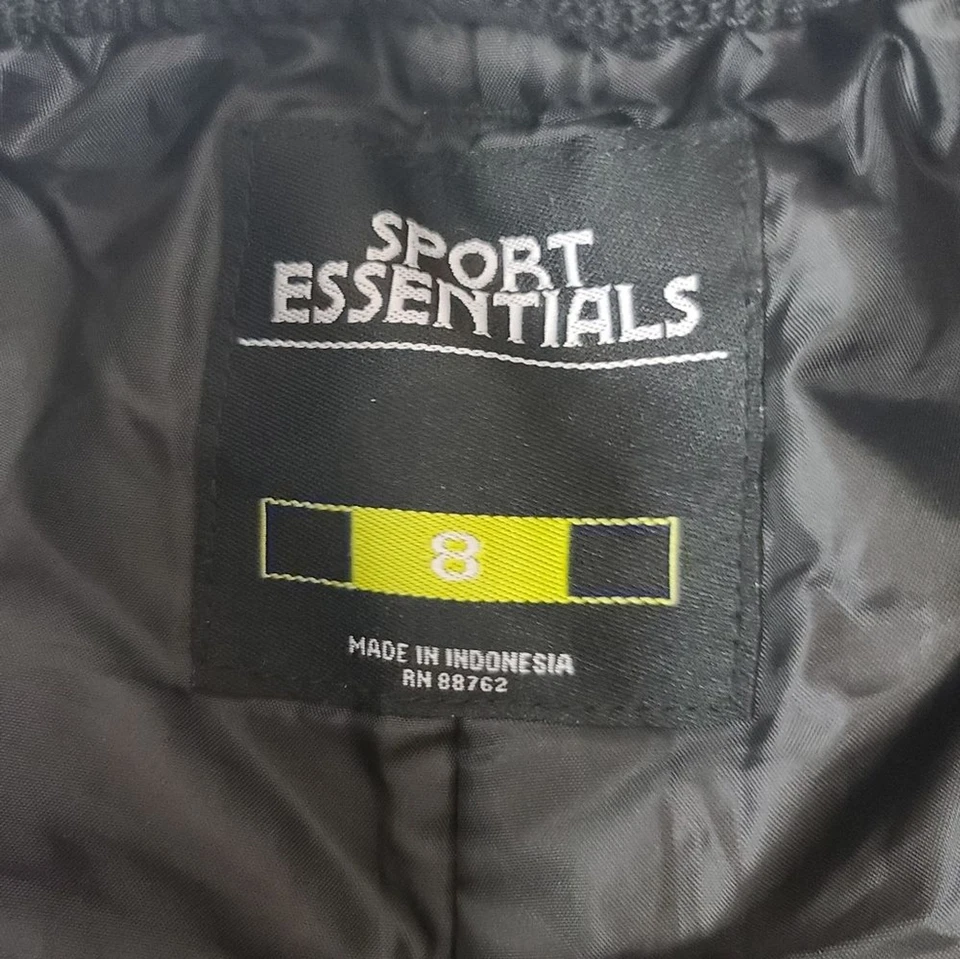 SPORT
ESSENTIALS
8
MADE IN INDONESIA
RN 88762